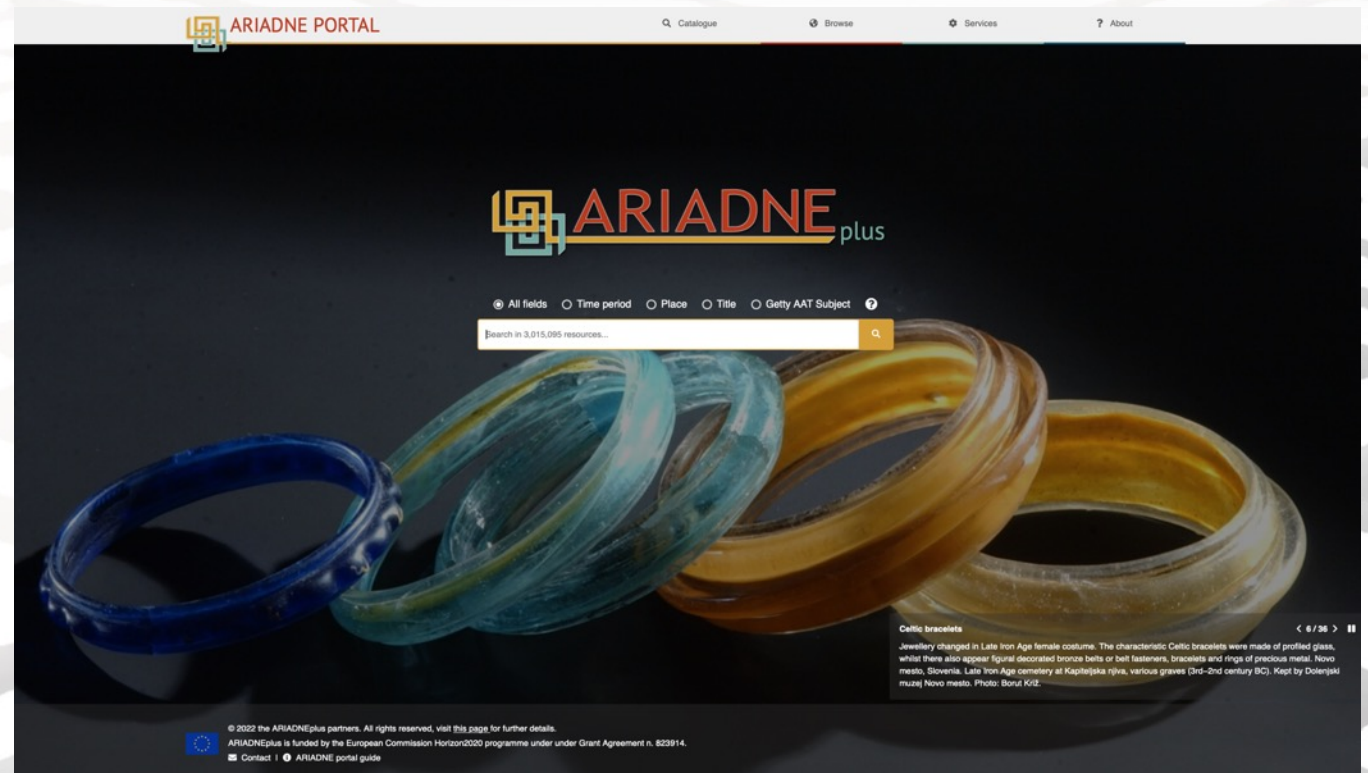 ARIADNE PORTAL
Catalogue
Browse
Services
? About
ARIADNE plus
All fields Time period Place Title Getty AAT Subject ?
Search in 3,015,095 resources...
Celtic bracelets < 6 / 36 >
Jewellery changed in Late Iron Age female costume. The characteristic Celtic bracelets were made of profiled glass,
whilst there also appear figural decorated bronze belts or belt fasteners, bracelets and rings of precious metal. Novo
mesto, Slovenia. Late Iron Age cemetery at Kapiteljska njiva, various graves (3rd–2nd century BC). Kept by Dolenjski
muzej Novo mesto. Photo: Borut Križ.
© 2022 the ARIADNEplus partners. All rights reserved, visit this page for further details.
ARIADNEplus is funded by the European Commission Horizon2020 programme under under Grant Agreement n. 823914.
Contact | ARIADNE portal guide